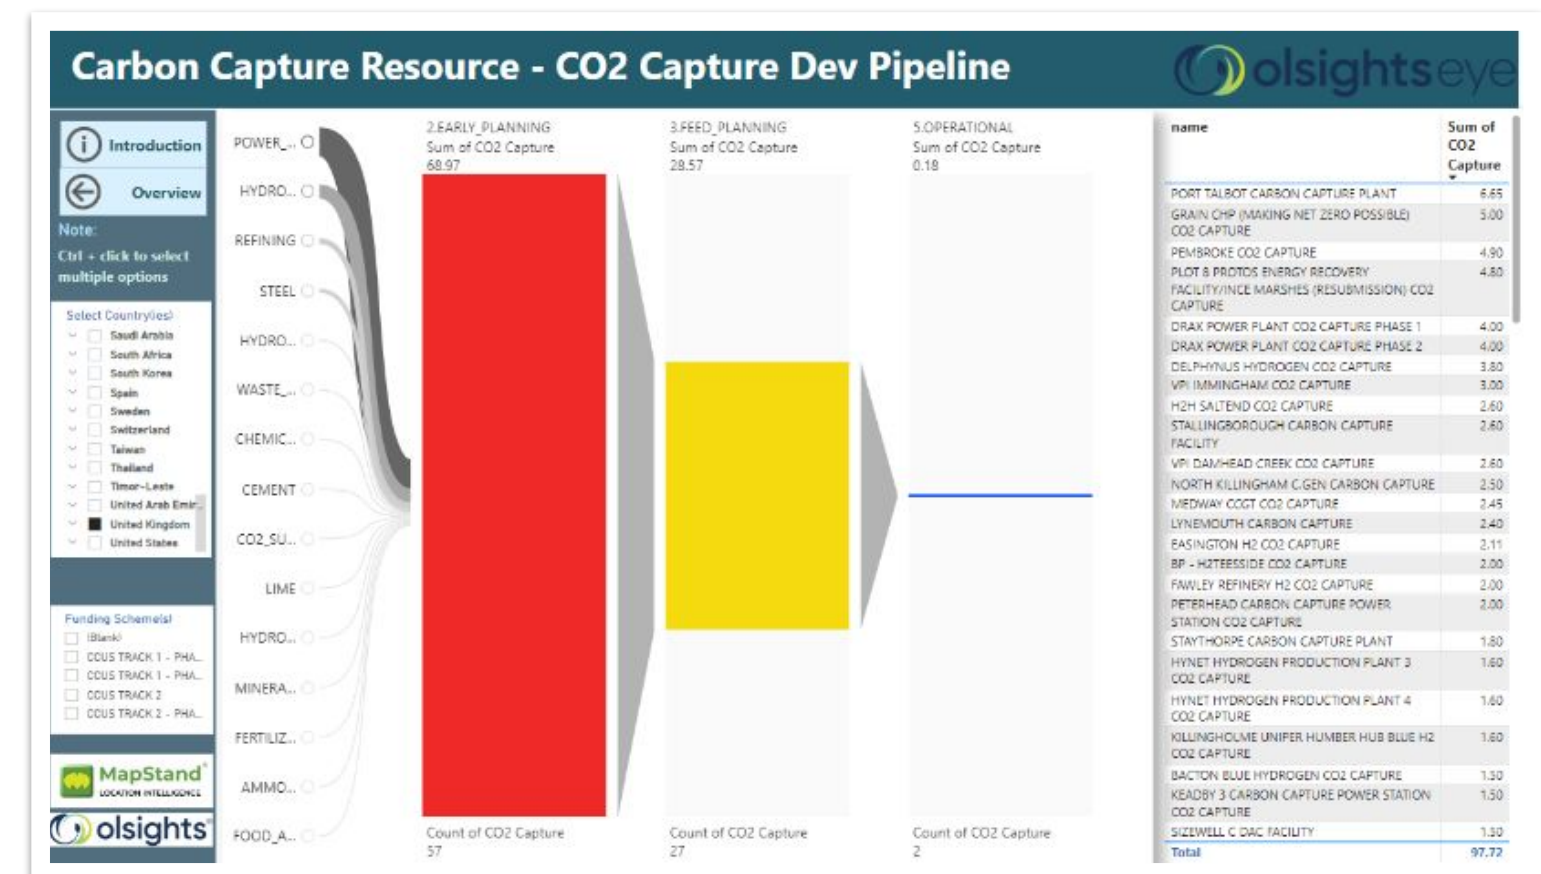 Carbon Capture Resource - CO2 Capture Dev Pipeline
olsightseye
Introduction
Overview
Note:
Ctrl + click to select
multiple options
Select Country(ies)
Saudi Arabia
South Africa
South Korea
Spain
Sweden
Switzerland
Taiwan
Thailand
Timor-Leste
United Arab Emir...
United Kingdom
United States
Funding Scheme(s)
(Blank)
CCUS TRACK 1 - PHA...
CCUS TRACK 1 - PHA...
CCUS TRACK 2
CCUS TRACK 2 - PHA...
MapStand
LOCATION INTELLIGENCE
olsights
POWER_...
HYDRO...
REFINING
STEEL
HYDRO...
WASTE_...
CHEMIC...
CEMENT
CO2_SU...
LIME
HYDRO...
MINERA...
FERTILIZ...
AMMO...
FOOD_A...
2.EARLY_PLANNING
Sum of CO2 Capture
68.97
Count of CO2 Capture
57
3.FEED_PLANNING
Sum of CO2 Capture
28.57
Count of CO2 Capture
27
5.OPERATIONAL
Sum of CO2 Capture
0.18
Count of CO2 Capture
2
name Sum of
CO2
Capture
PORT TALBOT CARBON CAPTURE PLANT 6.65
GRAIN CHP (MAKING NET ZERO POSSIBLE) 5.00
CO2 CAPTURE
PEMBROKE CO2 CAPTURE 4.90
PLOT 8 PROTOS ENERGY RECOVERY 4.80
FACILITY/INCE MARSHES (RESUBMISSION) CO2
CAPTURE
DRAX POWER PLANT CO2 CAPTURE PHASE 1 4.00
DRAX POWER PLANT CO2 CAPTURE PHASE 2 4.00
DELPHYNUS HYDROGEN CO2 CAPTURE 3.80
VPI IMMINGHAM CO2 CAPTURE 3.00
H2H SALTEND CO2 CAPTURE 2.60
STALLINGBOROUGH CARBON CAPTURE 2.60
FACILITY
VPI DAMHEAD CREEK CO2 CAPTURE 2.60
NORTH KILLINGHAM C.GEN CARBON CAPTURE 2.50
MEDWAY CCGT CO2 CAPTURE 2.45
LYNEMOUTH CARBON CAPTURE 2.40
EASINGTON H2 CO2 CAPTURE 2.11
BP - H2TEESSIDE CO2 CAPTURE 2.00
FAWLEY REFINERY H2 CO2 CAPTURE 2.00
PETERHEAD CARBON CAPTURE POWER 2.00
STATION CO2 CAPTURE
STAYTHORPE CARBON CAPTURE PLANT 1.80
HYNET HYDROGEN PRODUCTION PLANT 3 1.60
CO2 CAPTURE
HYNET HYDROGEN PRODUCTION PLANT 4 1.60
CO2 CAPTURE
KILLINGHOLME UNIPER HUMBER HUB BLUE H2 1.60
CO2 CAPTURE
BACTON BLUE HYDROGEN CO2 CAPTURE 1.50
KEADBY 3 CARBON CAPTURE POWER STATION 1.50
CO2 CAPTURE
SIZEWELL C DAC FACILITY 1.50
Total 97.72